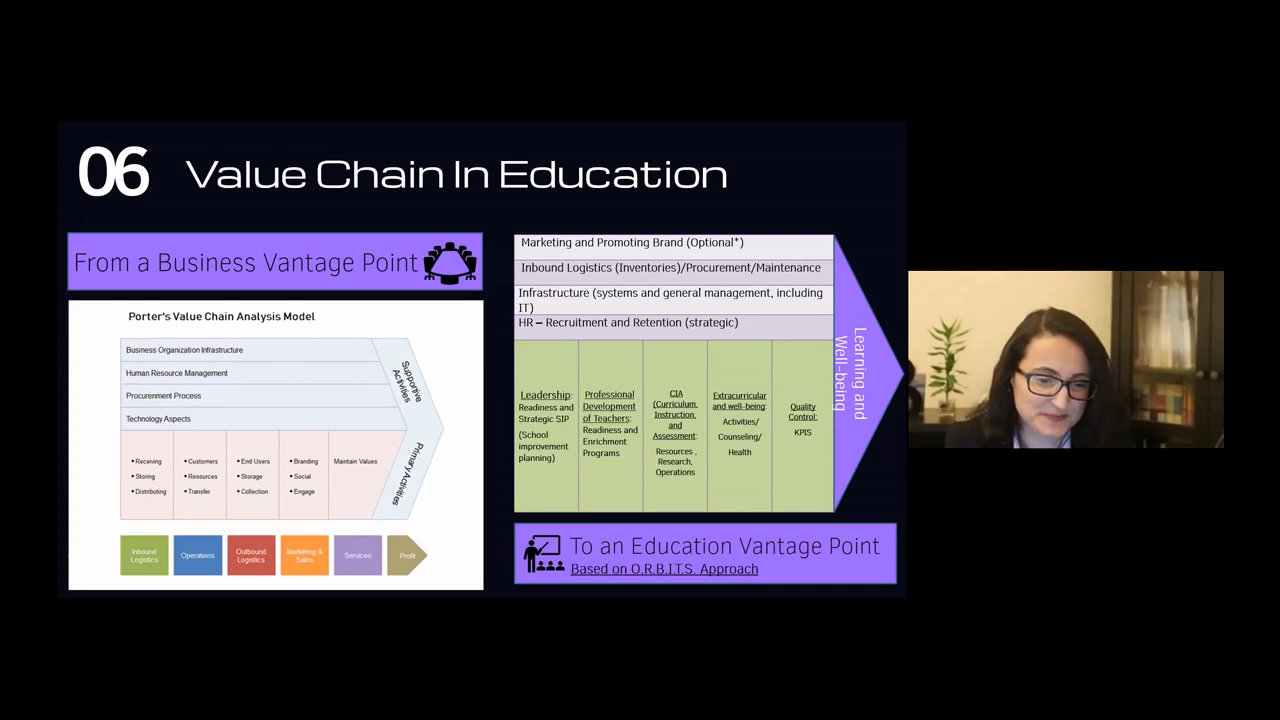 06 Value Chain In Education
From a Business Vantage Point
Porter's Value Chain Analysis Model
Business Organization Infrastructure
Human Resource Management
Procurenment Process
Technology Aspects
Supportive
Activities
Primary Activities
• Receiving
• Storing
• Distributing
• Customers
• Resources
• Transfer
• End Users
• Storage
• Collection
• Branding
• Social
• Engage
Maintain Values
Inbound
Logistics
Operations
Outbound
Logistics
Marketing &
Sales
Services
Profit
Marketing and Promoting Brand (Optional*)
Inbound Logistics (Inventories)/Procurement/Maintenance
Infrastructure (systems and general management, including
IT)
HR – Recruitment and Retention (strategic)
Leadership:
Readiness and
Strategic SIP
(School
improvement
planning)
Professional
Development
of Teachers:
Readiness and
Enrichment
Programs
CIA
(Curriculum,
Instruction,
and
Assessment:
Resources ,
Research,
Operations
Extracurricular
and well-being:
Activities/
Counseling/
Health
Quality
Control:
KPIS
Learning and
Well-being
To an Education Vantage Point
Based on O.R.B.I.T.S. Approach